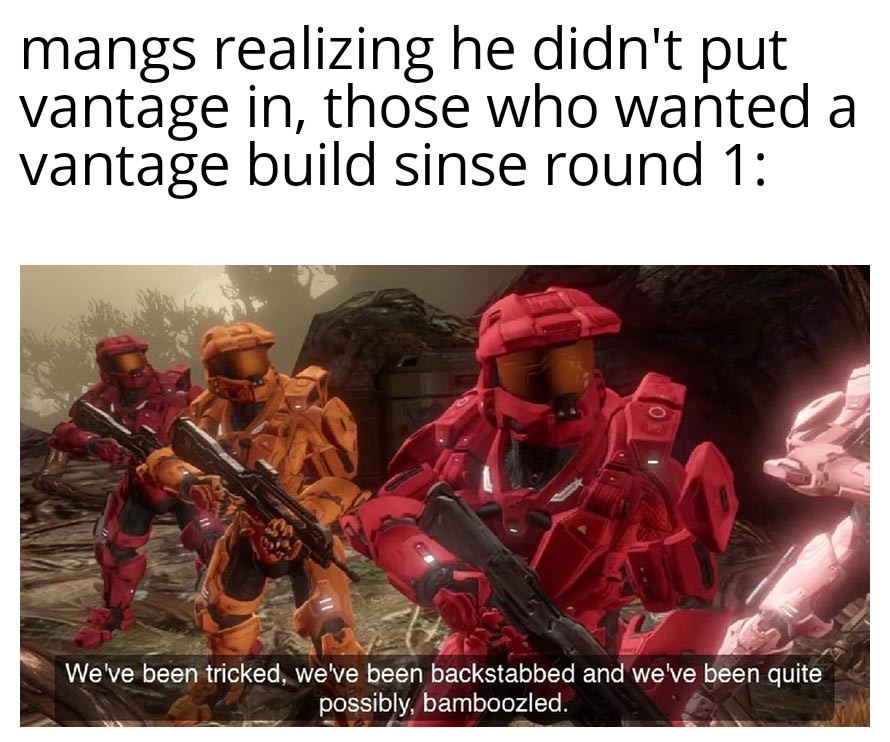 mangs realizing he didn't put
vantage in, those who wanted a
vantage build sinse round 1:
We've been tricked, we've been backstabbed and we've been quite
possibly, bamboozled.